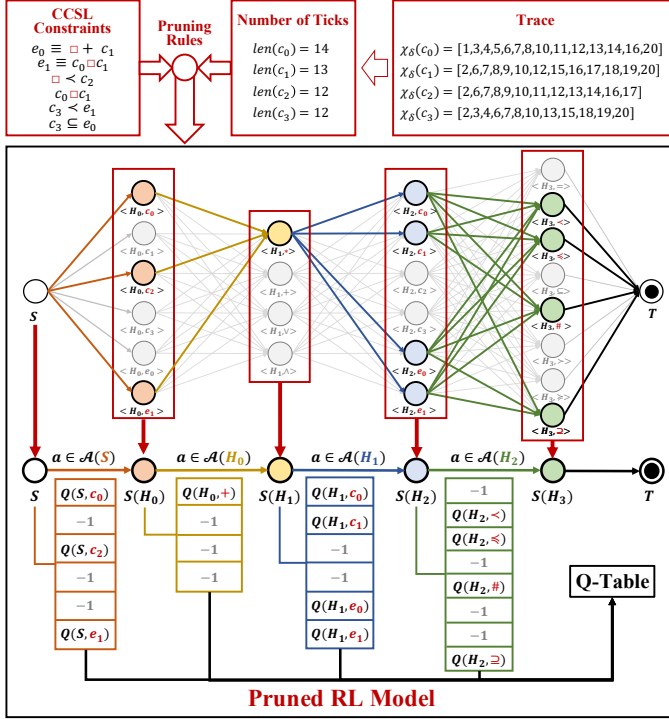 CCSL
Constraints
e₀ ≡ □ + c₁
e₁ ≡ c₀□c₁
□ ≺ c₂
c₀□c₁
c₃ ≺ e₁
c₃ ⊆ e₀
Pruning
Rules
Number of Ticks
len(c₀) = 14
len(c₁) = 13
len(c₂) = 12
len(c₃) = 12
Trace
χδ(c₀) = [1,3,4,5,6,7,8,10,11,12,13,14,16,20]
χδ(c₁) = [2,6,7,8,9,10,12,15,16,17,18,19,20]
χδ(c₂) = [2,6,7,8,9,10,11,12,13,14,16,17]
χδ(c₃) = [2,3,4,6,7,8,10,13,15,18,19,20]
S
< H₀, c₀ >
< H₀, c₁ >
< H₀, c₂ >
< H₀, c₃ >
< H₀, e₀ >
< H₀, e₁ >
< H₁, * >
< H₁, + >
< H₁, ∨ >
< H₁, ∧ >
< H₂, c₀ >
< H₂, c₁ >
< H₂, c₂ >
< H₂, c₃ >
< H₂, e₀ >
< H₂, e₁ >
< H₃, = >
< H₃, ≺ >
< H₃, ≼ >
< H₃, ⊆ >
< H₃, # >
< H₃, ≻ >
< H₃, ≽ >
< H₃, ⊇ >
T
a ∈ 𝒜(S)
a ∈ 𝒜(H₀)
a ∈ 𝒜(H₁)
a ∈ 𝒜(H₂)
S
S(H₀)
S(H₁)
S(H₂)
S(H₃)
T
Q(S, c₀)
−1
Q(S, c₂)
−1
−1
Q(S, e₁)
Q(H₀, +)
−1
−1
−1
Q(H₁, c₀)
Q(H₁, c₁)
−1
−1
Q(H₁, e₀)
Q(H₁, e₁)
−1
Q(H₂, ≺)
Q(H₂, ≼)
−1
Q(H₂, #)
−1
−1
Q(H₂, ⊇)
Q-Table
Pruned RL Model